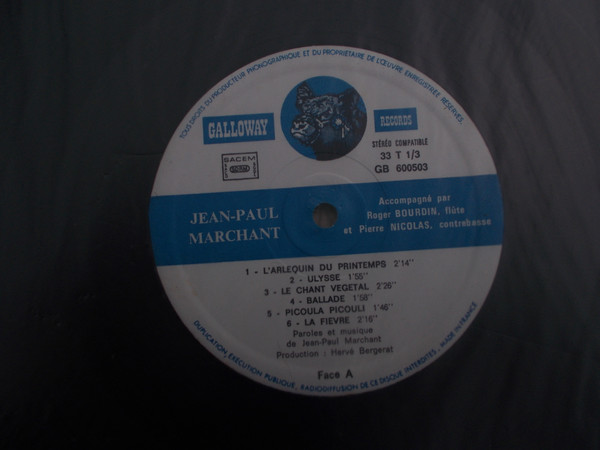 TOUS DROITS DU PRODUCTEUR PHONOGRAPHIQUE ET DU PROPRIÉTAIRE DE L'ŒUVRE ENREGISTRÉE RÉSERVÉS.
GALLOWAY
RECORDS
STÉRÉO COMPATIBLE
33 T 1/3
GB 600503
SACEM
JEAN-PAUL
MARCHANT
Accompagné par
Roger BOURDIN, flûte
et Pierre NICOLAS, contrebasse
1 - L'ARLEQUIN DU PRINTEMPS 2'14''
2 - ULYSSE 1'55''
3 - LE CHANT VEGETAL 2'26''
4 - BALLADE 1'58''
5 - PICOULA PICOULI 1'46''
6 - LA FIEVRE 2'16''
Paroles et musique
de Jean-Paul Marchant
Production : Hervé Bergerat
Face A
DUPLICATION, EXÉCUTION PUBLIQUE, RADIODIFFUSION DE CE DISQUE INTERDITES. MADE IN FRANCE